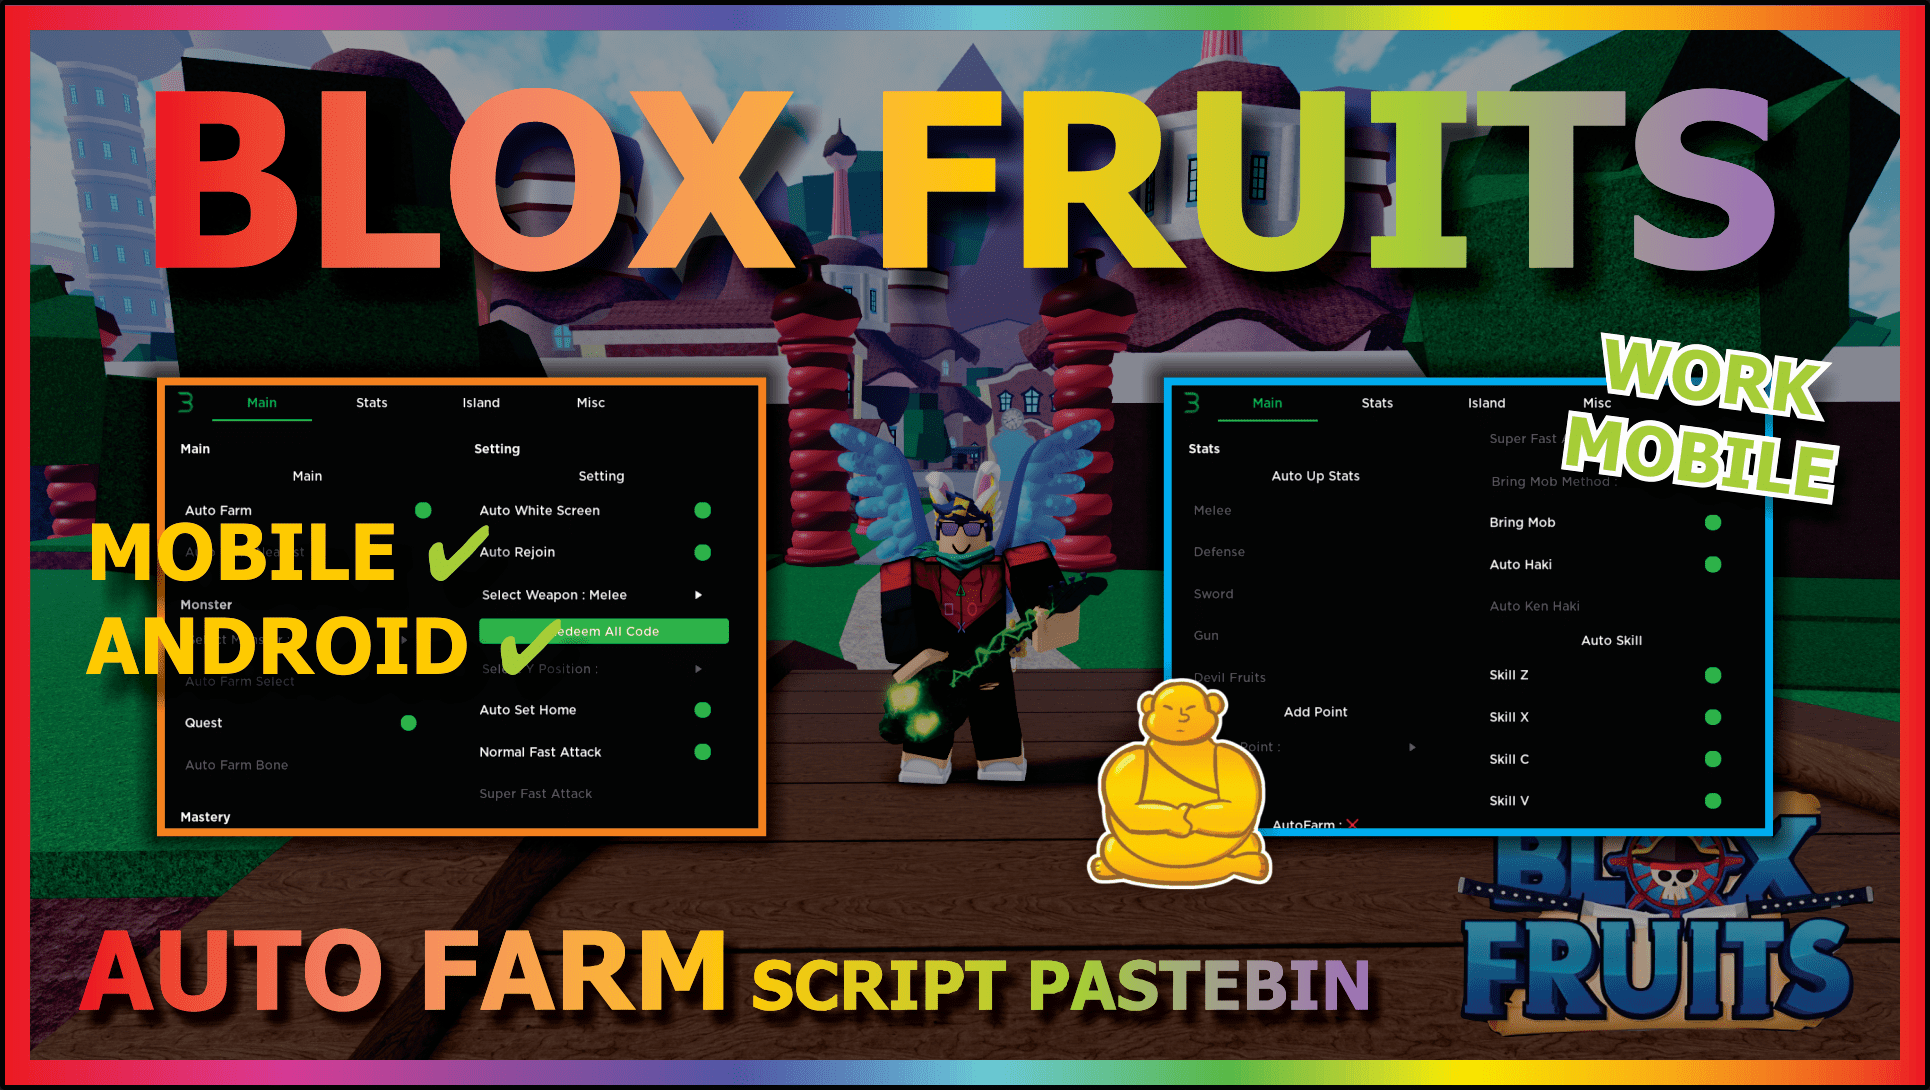 BLOX FRUITS
WORK
MOBILE
MOBILE ✔
ANDROID ✔
Main Stats Island Misc
Main
Main
Auto Farm
Monster
Auto Farm Select
Quest
Auto Farm Bone
Mastery
Setting
Setting
Auto White Screen
Auto Rejoin
Select Weapon : Melee
Redeem All Code
Select Y Position :
Auto Set Home
Normal Fast Attack
Super Fast Attack
Main Stats Island Misc
Stats
Auto Up Stats
Melee
Defense
Sword
Gun
Devil Fruits
Add Point
Point :
AutoFarm : ❌
Super Fast
Bring Mob Method :
Bring Mob
Auto Haki
Auto Ken Haki
Auto Skill
Skill Z
Skill X
Skill C
Skill V
AUTO FARM SCRIPT PASTEBIN
BLOX
FRUITS